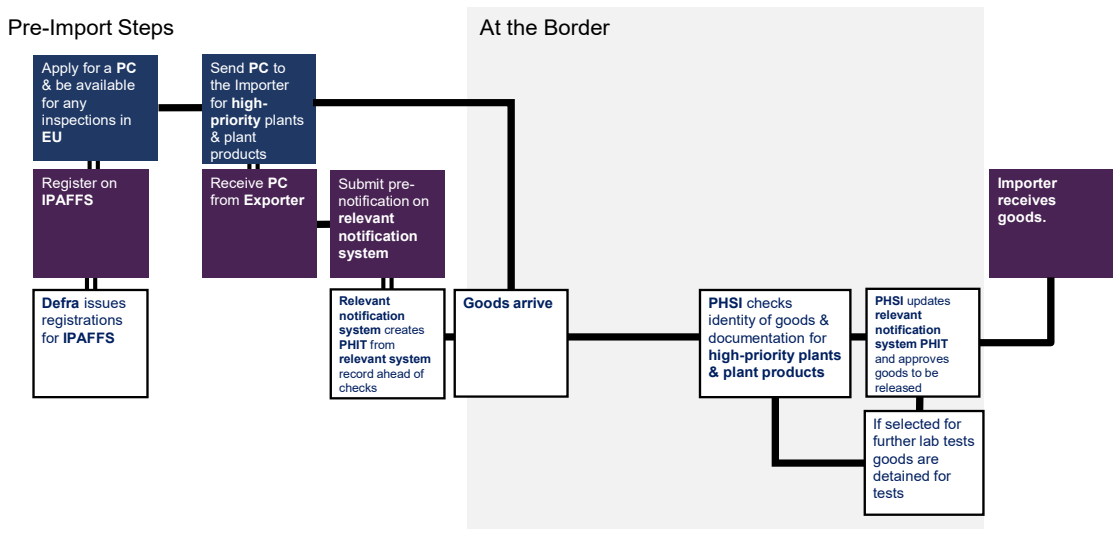 Pre-Import Steps
At the Border
Apply for a PC
& be available
for any
inspections in
EU
Send PC to
the Importer
for high-
priority plants
& plant
products
Register on
IPAFFS
Receive PC
from Exporter
Submit pre-
notification on
relevant
notification
system
Importer
receives
goods.
Defra issues
registrations
for IPAFFS
Relevant
notification
system creates
PHIT from
relevant system
record ahead of
checks
Goods arrive
PHSI checks
identity of goods &
documentation for
high-priority plants
& plant products
PHSI updates
relevant
notification
system PHIT
and approves
goods to be
released
If selected for
further lab tests
goods are
detained for
tests